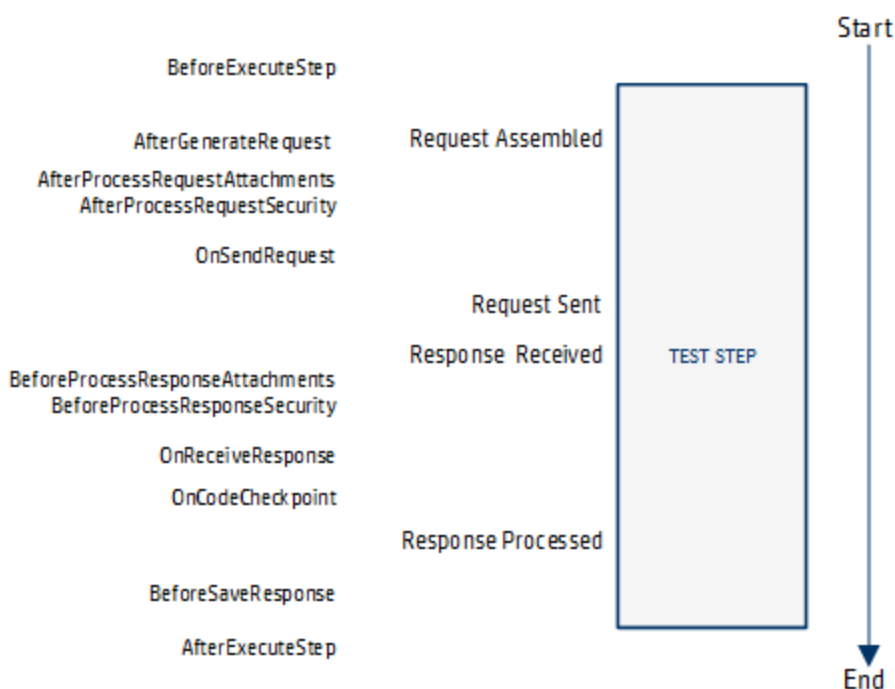 Start
BeforeExecuteStep
AfterGenerateRequest
Request Assembled
AfterProcessRequestAttachments
AfterProcessRequestSecurity
OnSendRequest
Request Sent
Response Received
TEST STEP
BeforeProcessResponseAttachments
BeforeProcessResponseSecurity
OnReceiveResponse
OnCodeCheckpoint
Response Processed
BeforeSaveResponse
AfterExecuteStep
End